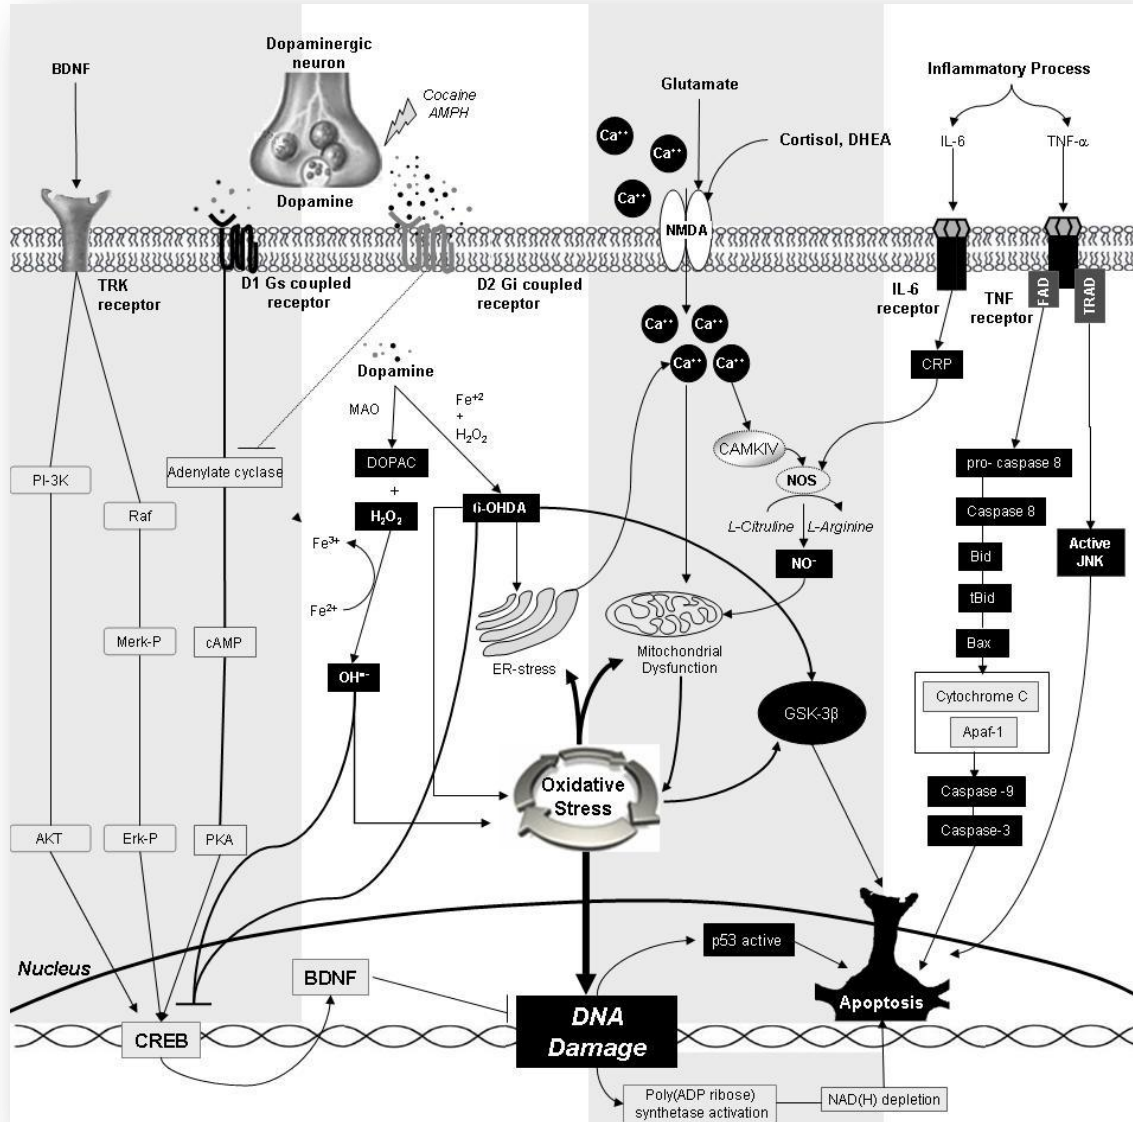 BDNF
Dopaminergic
neuron
Cocaine
AMPH
Dopamine
Glutamate
Cortisol, DHEA
Inflammatory Process
IL-6
TNF-α
Ca⁺⁺
Ca⁺⁺
Ca⁺⁺
NMDA
TRK
receptor
D1 Gs coupled
receptor
D2 Gi coupled
receptor
IL-6
receptor
TNF
receptor
FAD
TRAD
Ca⁺⁺
Ca⁺⁺
Ca⁺⁺
Ca⁺⁺
CRP
Dopamine
MAO
Fe⁺²
+
H₂O₂
DOPAC
+
H₂O₂
6-OHDA
Fe³⁺
Fe²⁺
OH■-
PI-3K
Raf
Adenylate cyclase
Merk-P
cAMP
AKT
Erk-P
PKA
CAMKIV
NOS
L-Citruline
L-Arginine
NO⁻
ER-stress
Mitochondrial
Dysfunction
GSK-3β
Oxidative
Stress
pro- caspase 8
Caspase 8
Bid
tBid
Bax
Cytochrome C
Apaf-1
Caspase -9
Caspase-3
Active
JNK
Nucleus
BDNF
CREB
DNA
Damage
p53 active
Apoptosis
Poly(ADP ribose)
synthetase activation
NAD(H) depletion